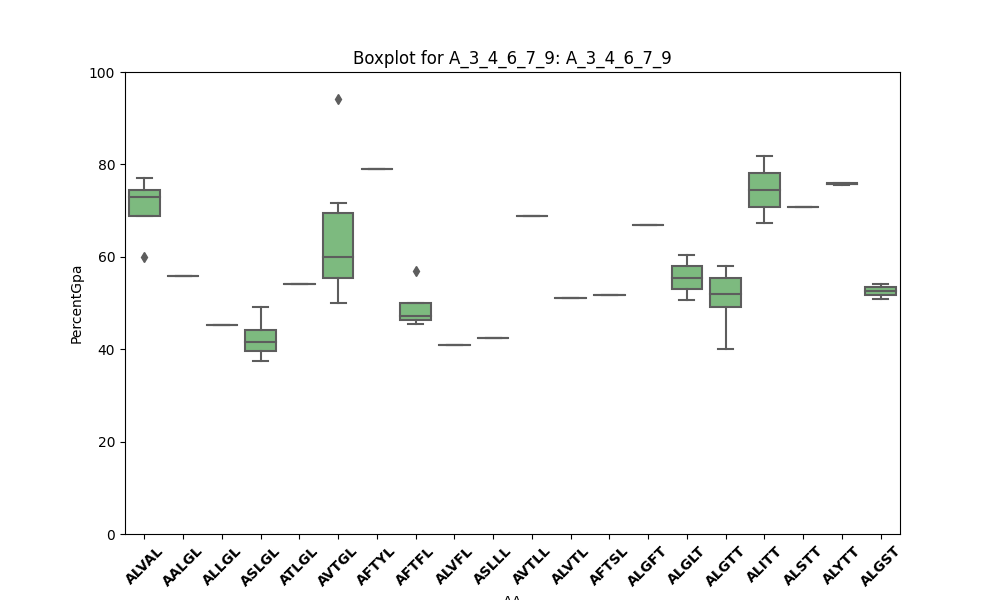 Boxplot for A_3_4_6_7_9: A_3_4_6_7_9
100
80
60
40
20
0
PercentGpa
ALVAL AALGL ALLGL ASLGL ATLGL AVTGL AFTYL AFTFL ALVFL ASLLL AVTLL ALVTL AFTSL ALGFT ALGLT ALGTT ALITT ALSTT ALYTT ALGST
AA